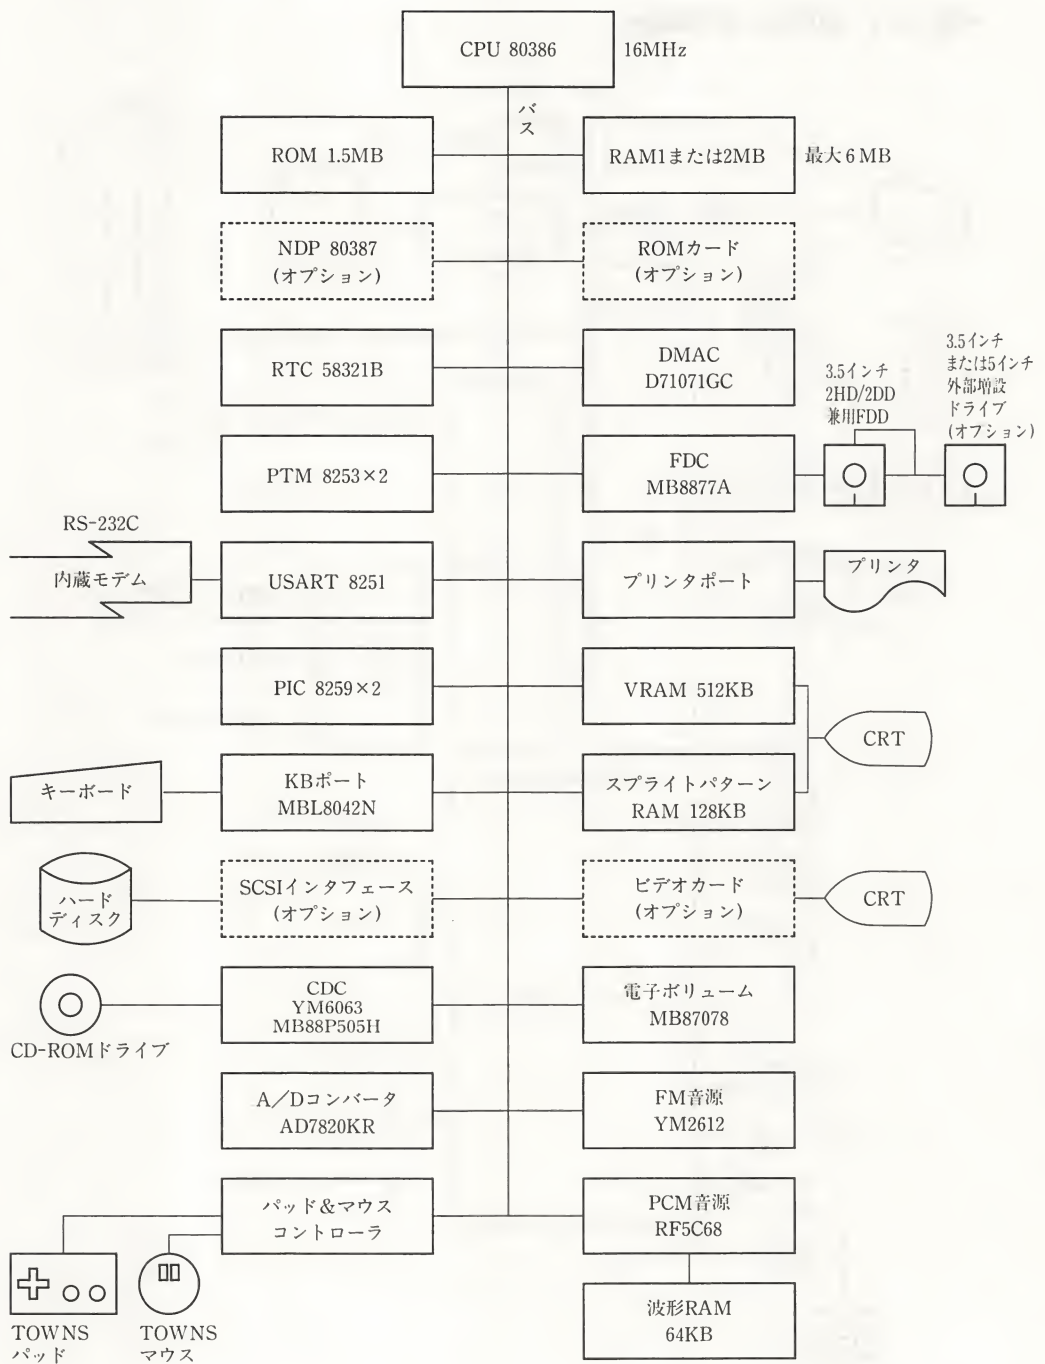 CPU 80386
16MHz
バス
ROM 1.5MB
RAM1または2MB
最大6MB
NDP 80387
(オプション)
ROMカード
(オプション)
RTC 58321B
DMAC
D71071GC
3.5インチ
2HD/2DD
兼用FDD
3.5インチ
または5インチ
外部増設
ドライブ
(オプション)
PTM 8253×2
FDC
MB8877A
RS-232C
内蔵モデム
USART 8251
プリンタポート
プリンタ
PIC 8259×2
VRAM 512KB
CRT
キーボード
KBポート
MBL8042N
スプライトパターン
RAM 128KB
ハード
ディスク
SCSIインタフェース
(オプション)
ビデオカード
(オプション)
CRT
CD-ROMドライブ
CDC
YM6063
MB88P505H
電子ボリューム
MB87078
A/Dコンバータ
AD7820KR
FM音源
YM2612
パッド&マウス
コントローラ
PCM音源
RF5C68
TOWNS
パッド
TOWNS
マウス
波形RAM
64KB